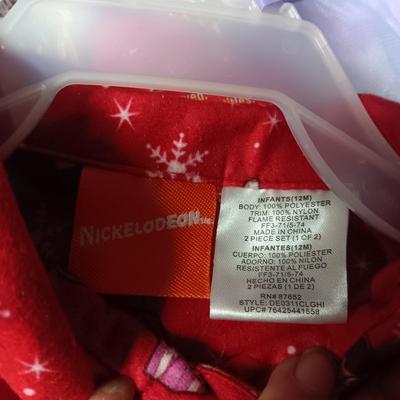 NICKELODEON
INFANTS(12M)
BODY: 100% POLYESTER
TRIM: 100% NYLON
FLAME RESISTANT
FF3-71/5-74
MADE IN CHINA
2 PIECE SET (1 OF 2)
INFANTES(12M)
CUERPO: 100% POLIESTER
ADORNO: 100% NILON
RESISTENTE AL FUEGO
FF3-71/5-74
HECHO EN CHINA
2 PIEZAS (1 DE 2)
RN# 87652
STYLE: DE0311CLGHI
UPC# 76425441558